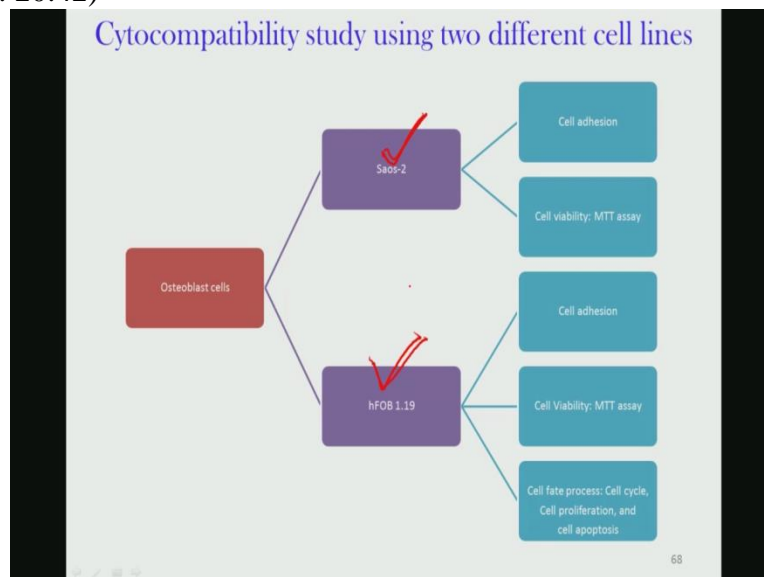 Cytocompatibility study using two different cell lines
Cell adhesion
Saos-2
Cell viability: MTT assay
Osteoblast cells
Cell adhesion
hFOB 1.19
Cell Viability: MTT assay
Cell fate process: Cell cycle,
Cell proliferation, and
cell apoptosis
68